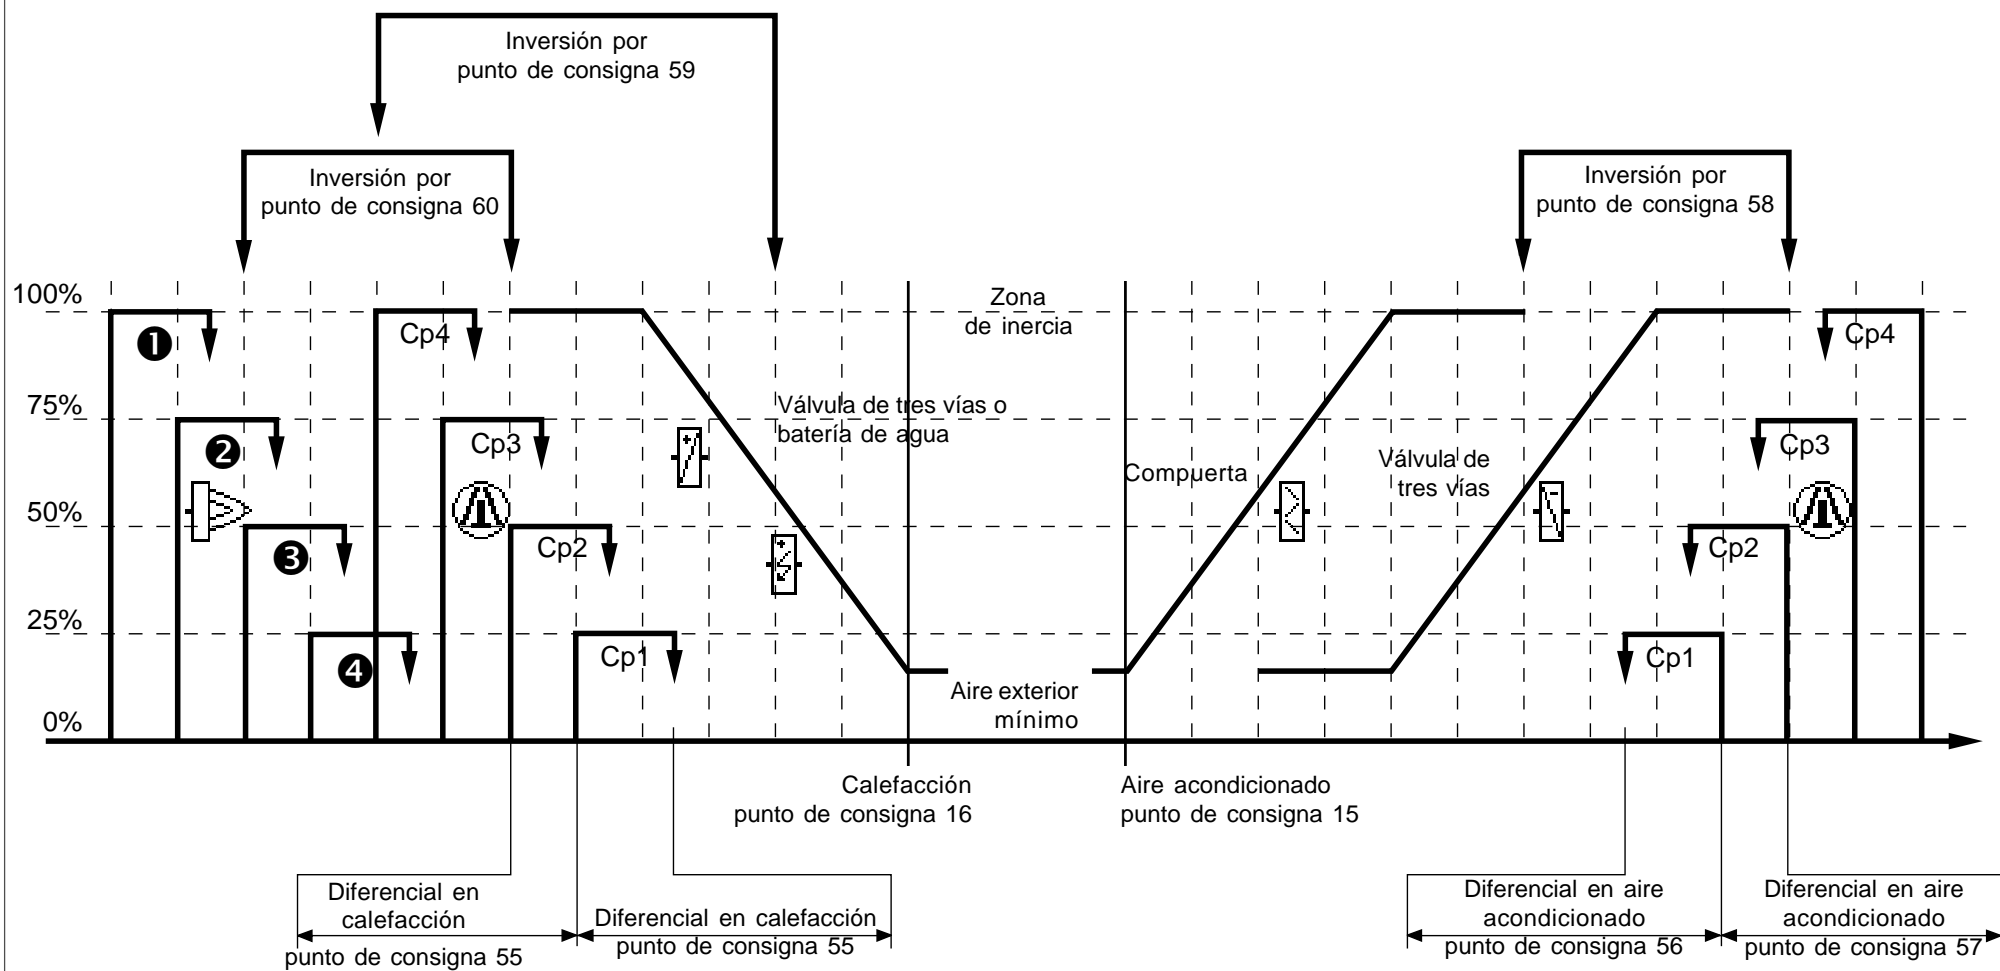 Inversión por
punto de consigna 59
Inversión por
punto de consigna 60
Inversión por
punto de consigna 58
100%
75%
50%
25%
0%
❶
❷
❸
❹
Cp4
Cp3
Cp2
Cp1
Válvula de tres vías o
batería de agua
Zona
de inercia
Aire exterior
mínimo
Compuerta
Válvula de
tres vías
Cp4
Cp3
Cp2
Cp1
Calefacción
punto de consigna 16
Aire acondicionado
punto de consigna 15
Diferencial en
calefacción
punto de consigna 55
Diferencial en calefacción
punto de consigna 55
Diferencial en aire
acondicionado
punto de consigna 56
Diferencial en aire
acondicionado
punto de consigna 57